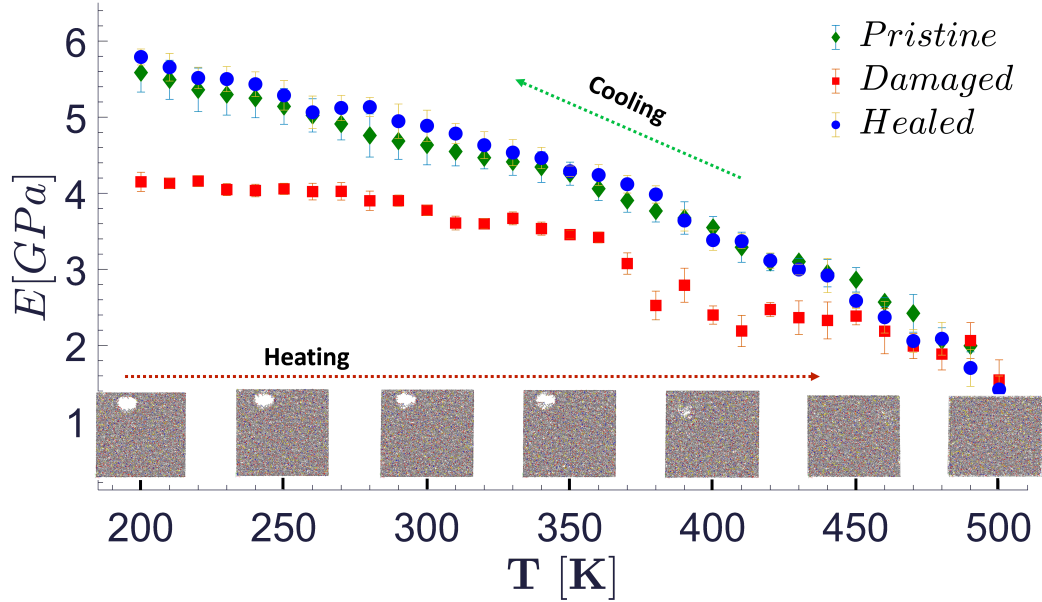 6
5
4
3
2
1
E[GPa]
Pristine
Damaged
Healed
Cooling
Heating
200 250 300 350 400 450 500
T [K]